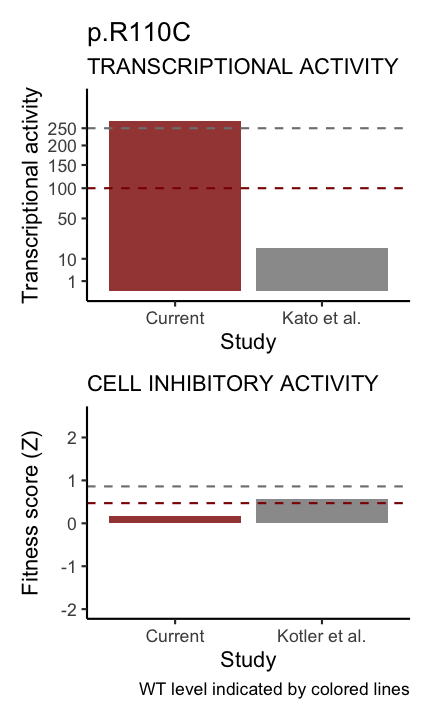 p.R110C
TRANSCRIPTIONAL ACTIVITY
Transcriptional activity
250
200
150
100
50
10
1
Current
Kato et al.
Study
CELL INHIBITORY ACTIVITY
Fitness score (Z)
2
1
0
-1
-2
Current
Kotler et al.
Study
WT level indicated by colored lines